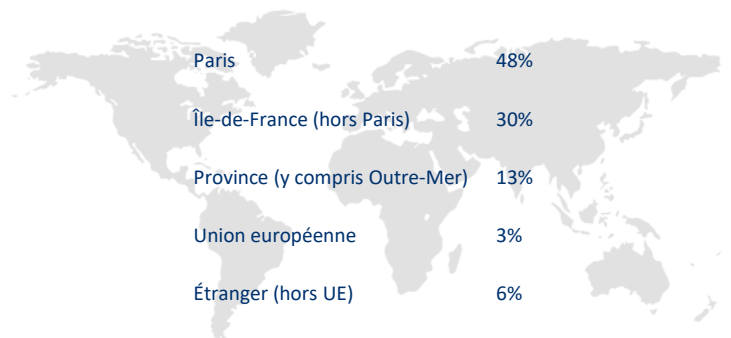 Paris 48%
Île-de-France (hors Paris) 30%
Province (y compris Outre-Mer) 13%
Union européenne 3%
Étranger (hors UE) 6%